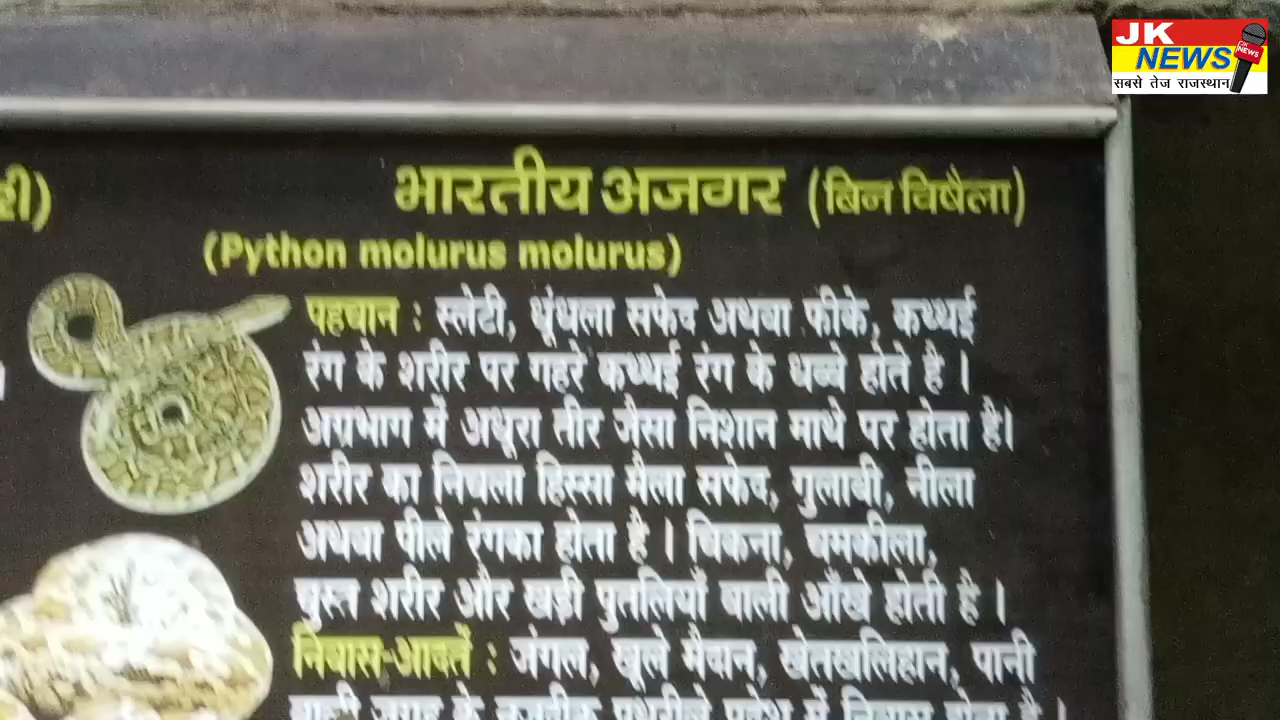 JK
NEWS
सबसे तेज राजस्थान
भारतीय अजगर (बिन विषैला)
(Python molurus molurus)
पहचान : स्लेटी, धूंधला सफेद अथवा फीके, कथ्थई
रंग के शरीर पर गहरे कथ्थई रंग के धब्बे होते है ।
अग्रभाग में अधूरा तीर जैसा निशान माथे पर होता है।
शरीर का निचला हिस्सा मैला सफेद, गुलाबी, नीला
अथवा पीले रंगका होता है । चिकना, चमकीला,
चुस्त शरीर और खड़ी पुतलियाँ वाली आँखे होती है ।
निवास-आदतें : जंगल, खूले मैदान, खेतखलिहान, पानी